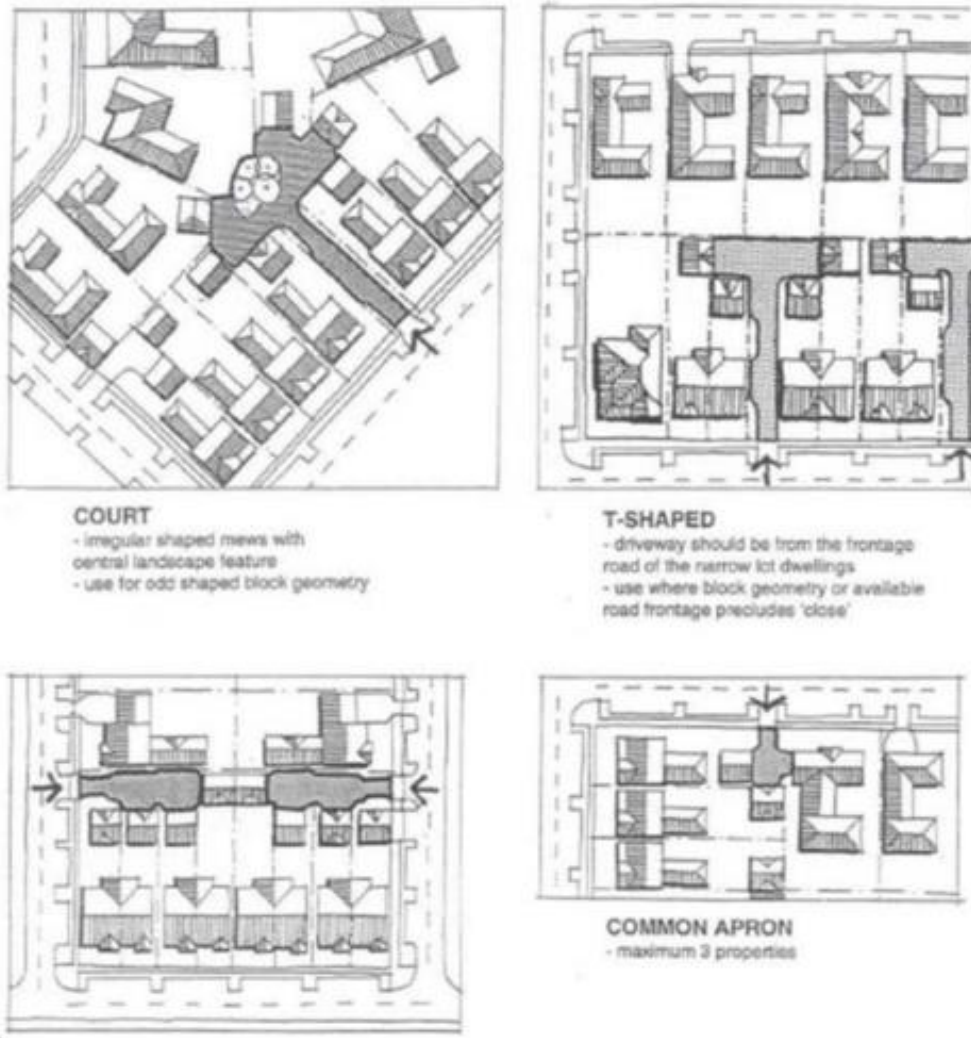 COURT
- irregular shaped mews with
central landscape feature
- use for odd shaped block geometry
T-SHAPED
- driveway should be from the frontage
road of the narrow lot dwellings
- use where block geometry or available
road frontage precludes 'close'
COMMON APRON
- maximum 3 properties